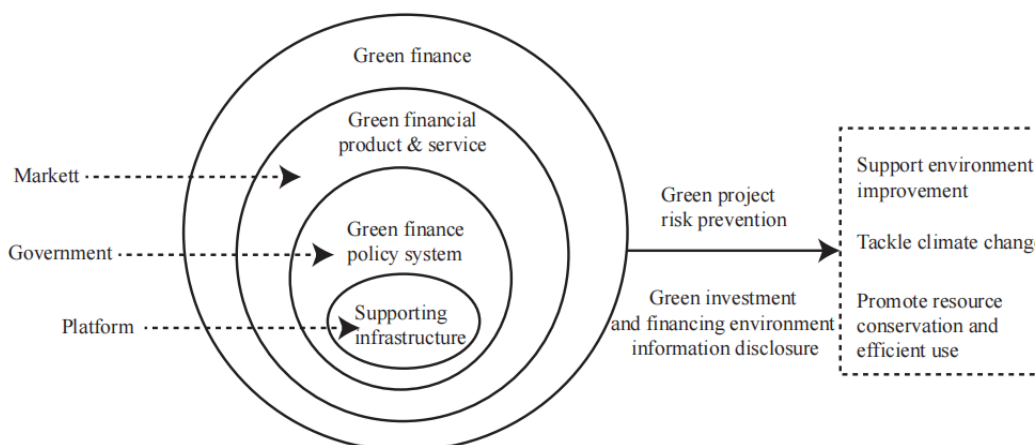 Green finance
Green financial
product & service
Markett
Green finance
policy system
Government
Supporting
infrastructure
Platform
Green project
risk prevention
Green investment
and financing environment
information disclosure
Support environment
improvement
Tackle climate change
Promote resource
conservation and
efficient use